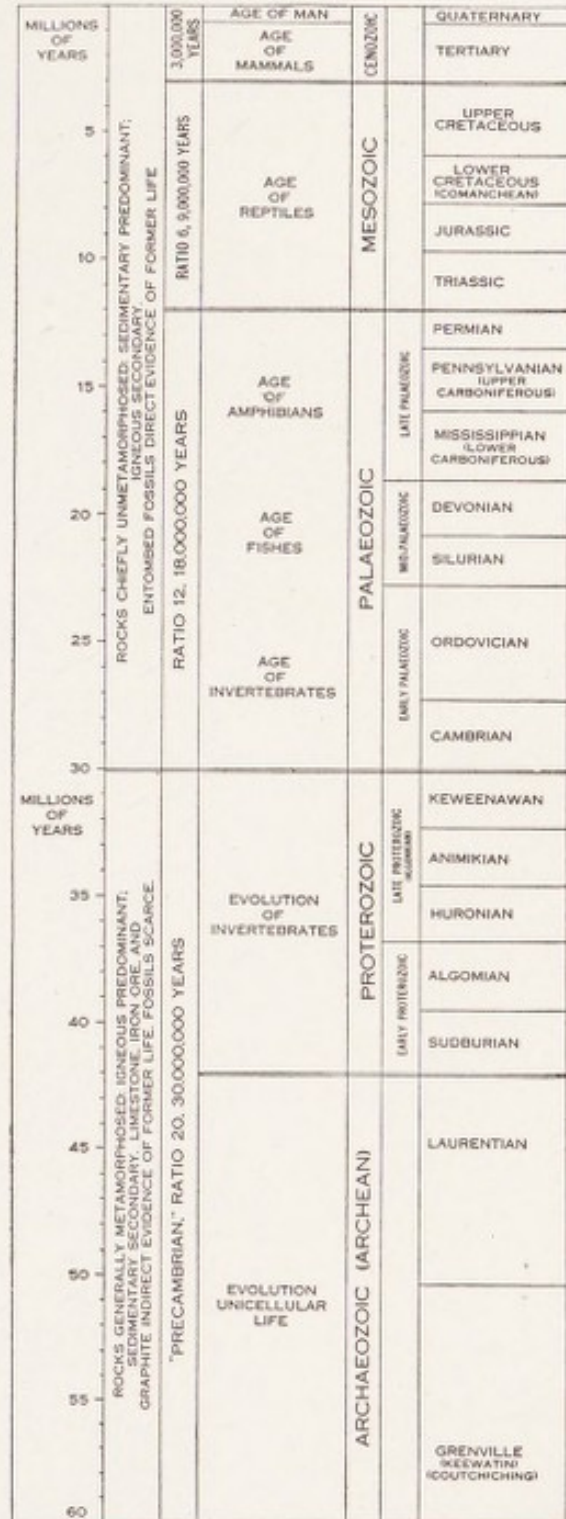 MILLIONS
OF
YEARS
5
10
15
20
25
30
MILLIONS
OF
YEARS
35
40
45
50
55
60
ROCKS CHIEFLY UNMETAMORPHOSED: SEDIMENTARY PREDOMINANT;
IGNEOUS SECONDARY.
ENTOMBED FOSSILS DIRECT EVIDENCE OF FORMER LIFE
ROCKS GENERALLY METAMORPHOSED: IGNEOUS PREDOMINANT;
SEDIMENTARY SECONDARY. LIMESTONE, IRON ORE, AND
GRAPHITE INDIRECT EVIDENCE OF FORMER LIFE. FOSSILS SCARCE.
3,000,000
YEARS
RATIO 6, 9,000,000 YEARS
RATIO 12, 18,000,000 YEARS
"PRECAMBRIAN," RATIO 20, 30,000,000 YEARS
AGE OF MAN
AGE
OF
MAMMALS
AGE
OF
REPTILES
AGE
OF
AMPHIBIANS
AGE
OF
FISHES
AGE
OF
INVERTEBRATES
EVOLUTION
OF
INVERTEBRATES
EVOLUTION
UNICELLULAR
LIFE
CENOZOIC
MESOZOIC
PALAEOZOIC
PROTEROZOIC
ARCHAEOZOIC (ARCHEAN)
LATE PALAEOZOIC
MID-PALAEOZOIC
EARLY PALAEOZOIC
LATE PROTEROZOIC
(ALGONKIAN)
EARLY PROTEROZOIC
QUATERNARY
TERTIARY
UPPER
CRETACEOUS
LOWER
CRETACEOUS
(COMANCHEAN)
JURASSIC
TRIASSIC
PERMIAN
PENNSYLVANIAN
(UPPER
CARBONIFEROUS)
MISSISSIPPIAN
(LOWER
CARBONIFEROUS)
DEVONIAN
SILURIAN
ORDOVICIAN
CAMBRIAN
KEWEENAWAN
ANIMIKIAN
HURONIAN
ALGOMIAN
SUDBURIAN
LAURENTIAN
GRENVILLE
(KEEWATIN)
(COUTCHICHING)